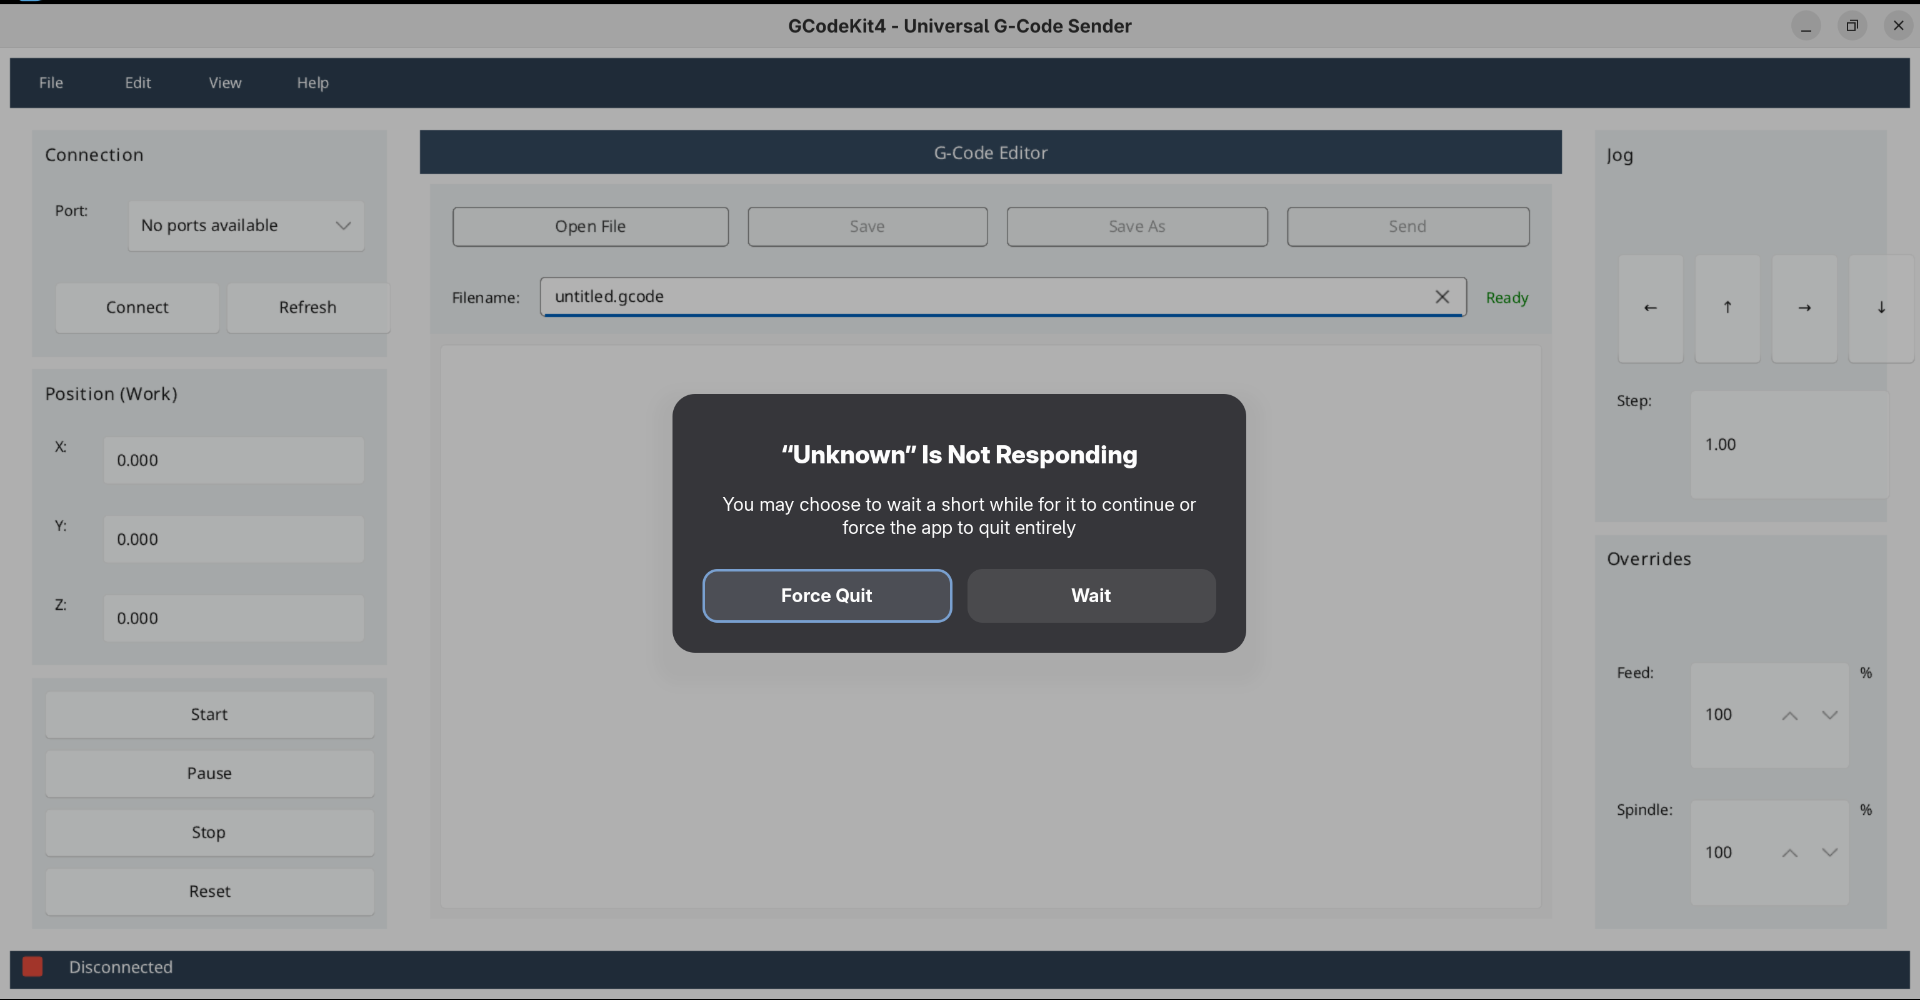 GCodeKit4 - Universal G-Code Sender
File Edit View Help
Connection
Port: No ports available
Connect Refresh
Position (Work)
X: 0.000
Y: 0.000
Z: 0.000
Start
Pause
Stop
Reset
G-Code Editor
Open File Save Save As Send
Filename: untitled.gcode Ready
“Unknown” Is Not Responding
You may choose to wait a short while for it to continue or
force the app to quit entirely
Force Quit Wait
Jog
← ↑ → ↓
Step: 1.00
Overrides
Feed: 100 %
Spindle: 100 %
Disconnected